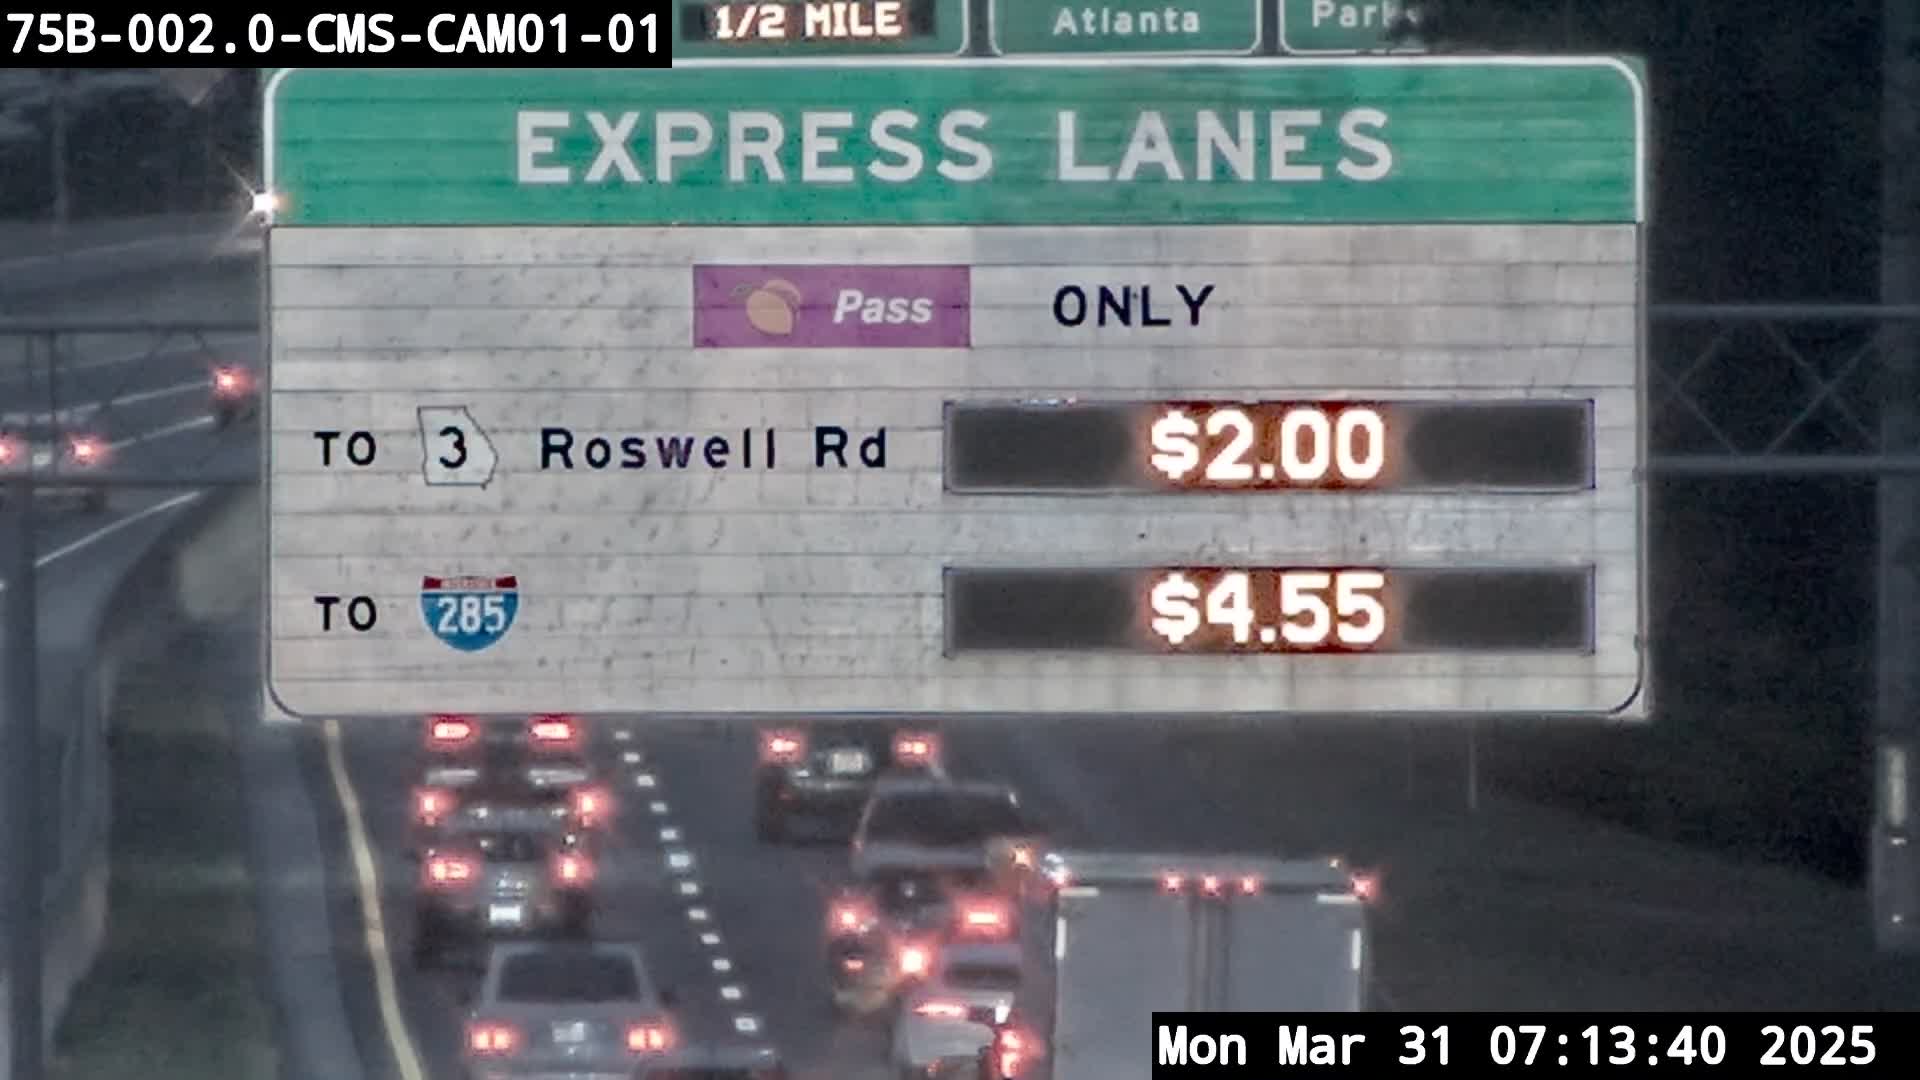 75B-002.0-CMS-CAM01-01
1/2 MILE
Atlanta
EXPRESS LANES
Pass ONLY
TO 3 Roswell Rd $2.00
TO INTERSTATE 285 $4.55
Mon Mar 31 07:13:40 2025